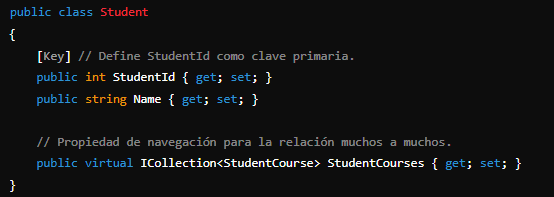 public class Student
{
[Key] // Define StudentId como clave primaria.
public int StudentId { get; set; }
public string Name { get; set; }
// Propiedad de navegación para la relación muchos a muchos.
public virtual ICollection<StudentCourse> StudentCourses { get; set; }
}